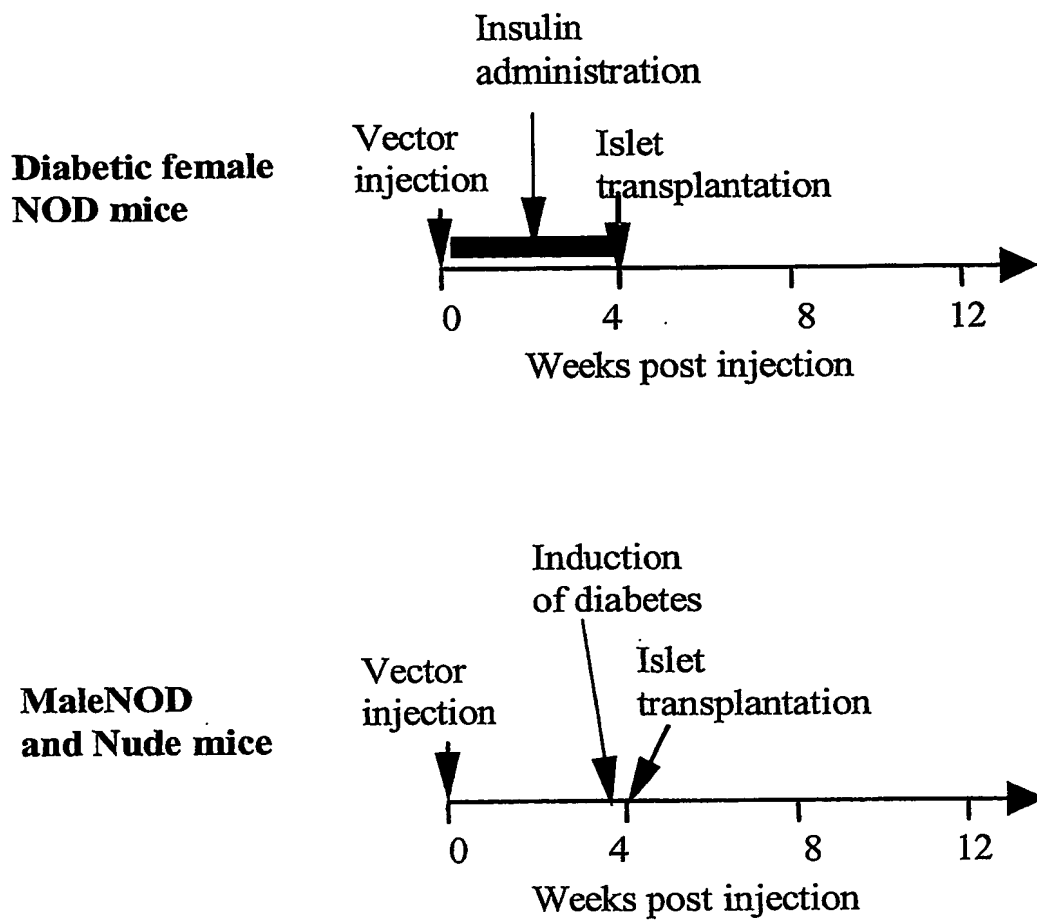 Insulin
administration
Vector
injection
Islet
transplantation
Diabetic female
NOD mice
0 4 8 12
Weeks post injection
Induction
of diabetes
Vector
injection
Islet
transplantation
MaleNOD
and Nude mice
0 4 8 12
Weeks post injection